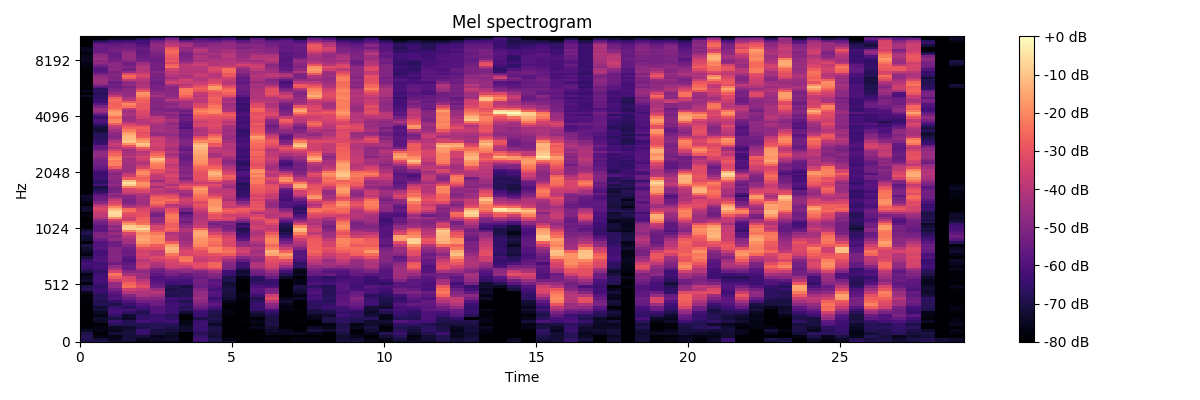 Mel spectrogram
Hz
8192
4096
2048
1024
512
0
0 5 10 15 20 25
Time
+0 dB
-10 dB
-20 dB
-30 dB
-40 dB
-50 dB
-60 dB
-70 dB
-80 dB